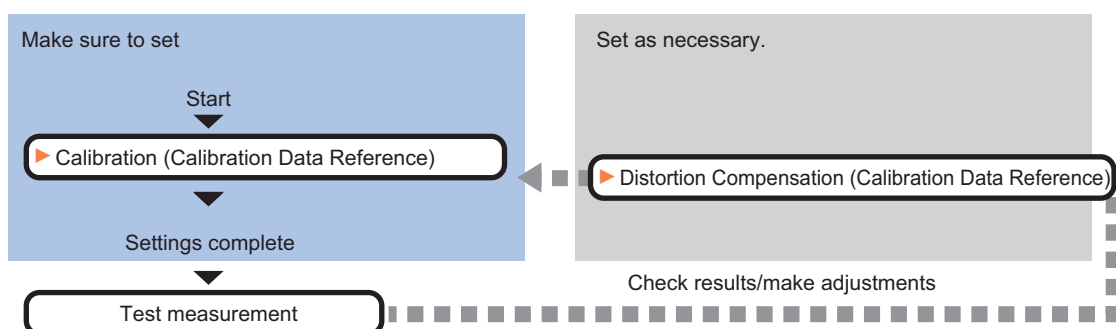 Make sure to set
Start
Calibration (Calibration Data Reference)
Settings complete
Test measurement
Set as necessary.
Distortion Compensation (Calibration Data Reference)
Check results/make adjustments